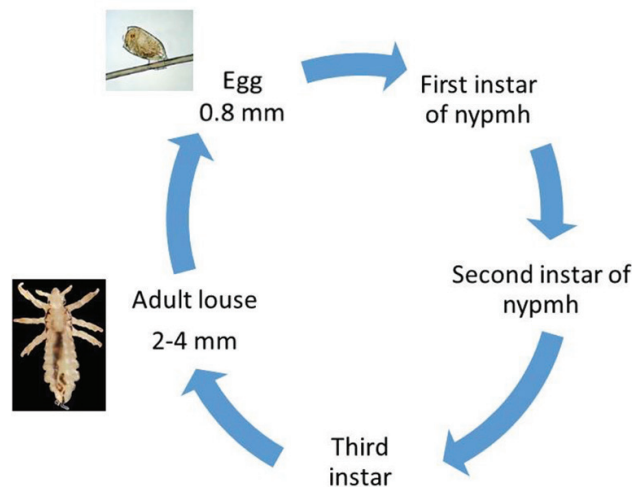 Egg
0.8 mm
First instar
of nypmh
Second instar of
nypmh
Third
instar
Adult louse
2-4 mm